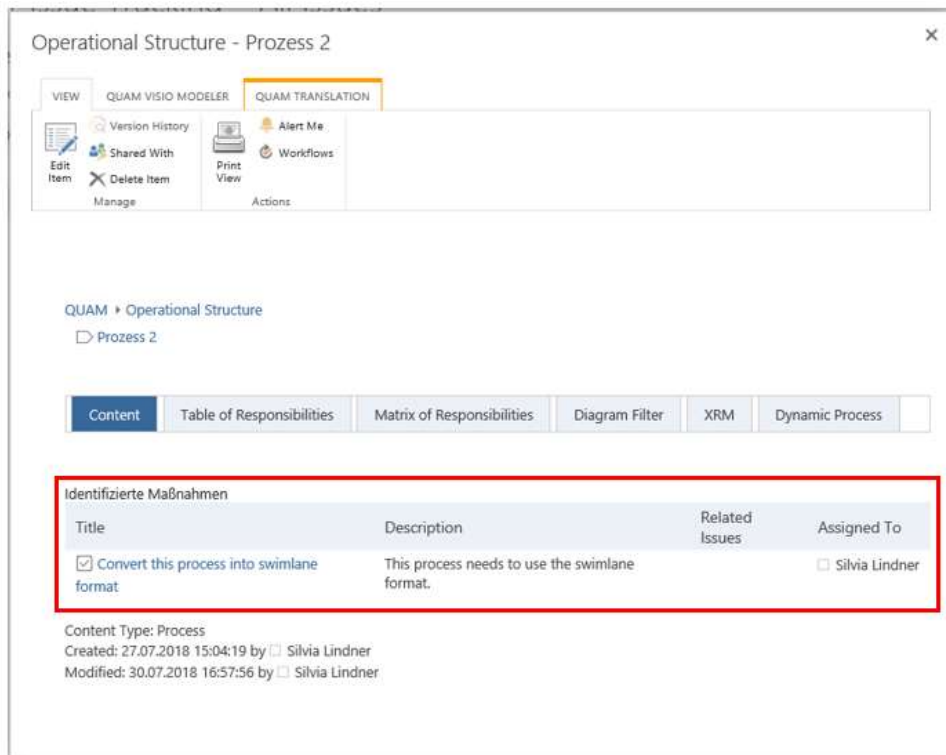 Operational Structure - Prozess 2
VIEW QUAM VISIO MODELER QUAM TRANSLATION
Version History
Shared With
Delete Item
Edit
Item
Manage
Print
View
Alert Me
Workflows
Actions
QUAM Operational Structure
Prozess 2
Content Table of Responsibilities Matrix of Responsibilities Diagram Filter XRM Dynamic Process
Identifizierte Maßnahmen
Title Description Related Issues Assigned To
Convert this process into swimlane
format
This process needs to use the swimlane
format.
Silvia Lindner
Content Type: Process
Created: 27.07.2018 15:04:19 by Silvia Lindner
Modified: 30.07.2018 16:57:56 by Silvia Lindner